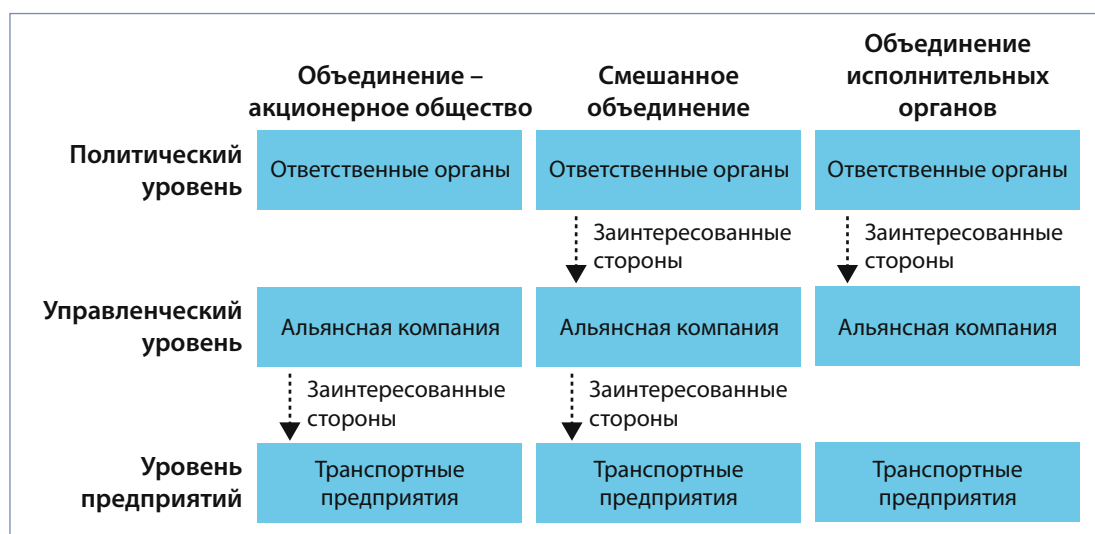 Объединение –
акционерное общество
Смешанное
объединение
Объединение
исполнительных
органов
Политический
уровень
Ответственные органы
Ответственные органы
Ответственные органы
Заинтересованные
стороны
Заинтересованные
стороны
Управленческий
уровень
Альянсная компания
Альянсная компания
Альянсная компания
Заинтересованные
стороны
Заинтересованные
стороны
Уровень
предприятий
Транспортные
предприятия
Транспортные
предприятия
Транспортные
предприятия